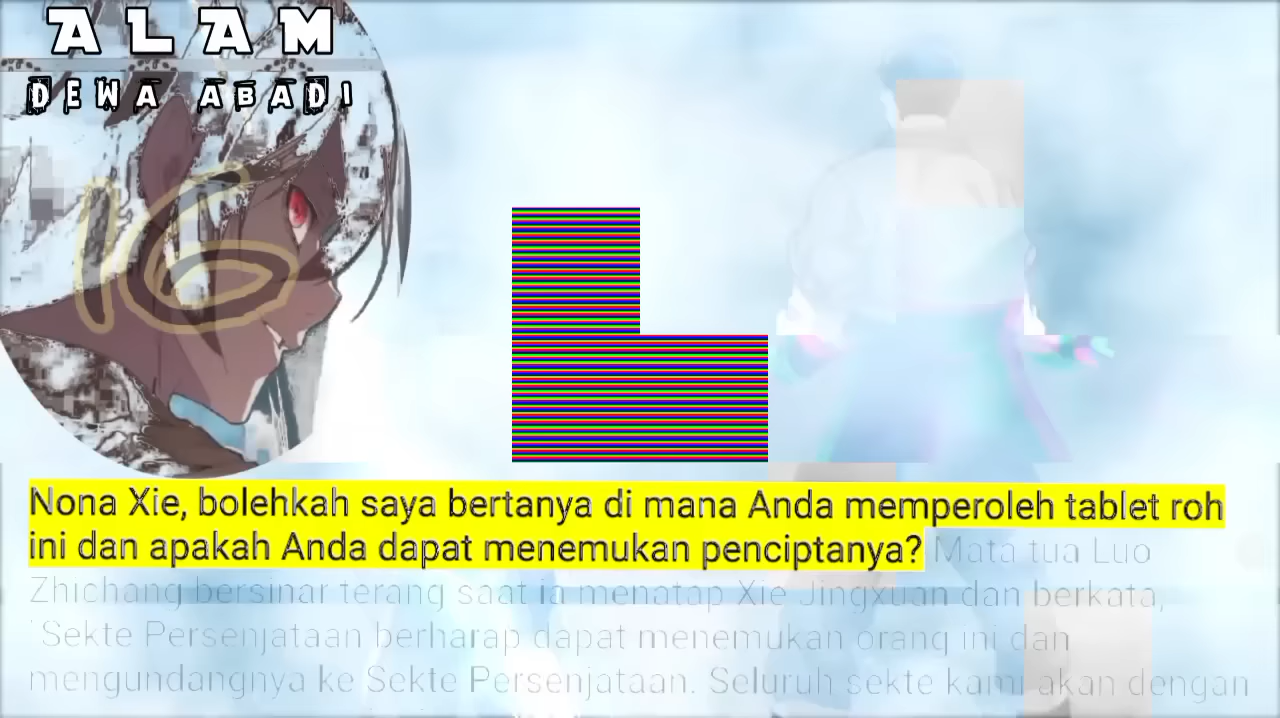 ALAM
DEWA ABADI
16
Nona Xie, bolehkah saya bertanya di mana Anda memperoleh tablet roh
ini dan apakah Anda dapat menemukan penciptanya? Mata tua Luo
Zhichang bersinar terang saat ia menatap Xie Jingxuan dan berkata,
`Sekte Persenjataan berharap dapat menemukan orang ini dan
mengundangnya ke Sekte Persenjataan. Seluruh sekte kami akan dengan